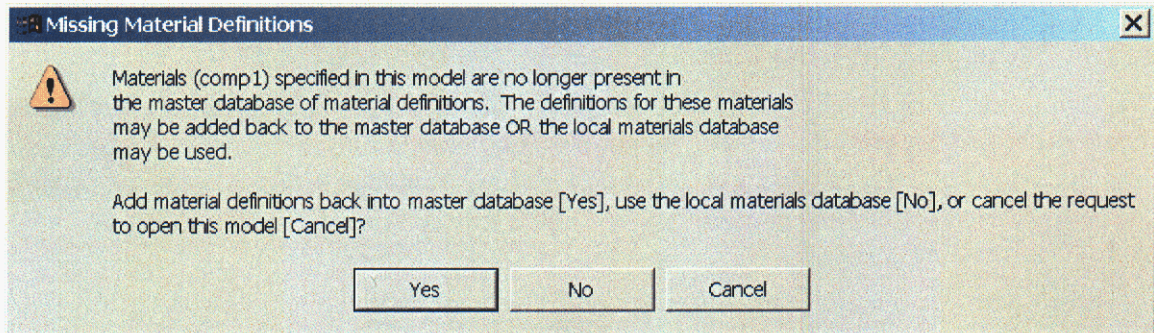 Missing Material Definitions
Materials (comp1) specified in this model are no longer present in
the master database of material definitions. The definitions for these materials
may be added back to the master database OR the local materials database
may be used.
Add material definitions back into master database [Yes], use the local materials database [No], or cancel the request
to open this model [Cancel]?
Yes No Cancel